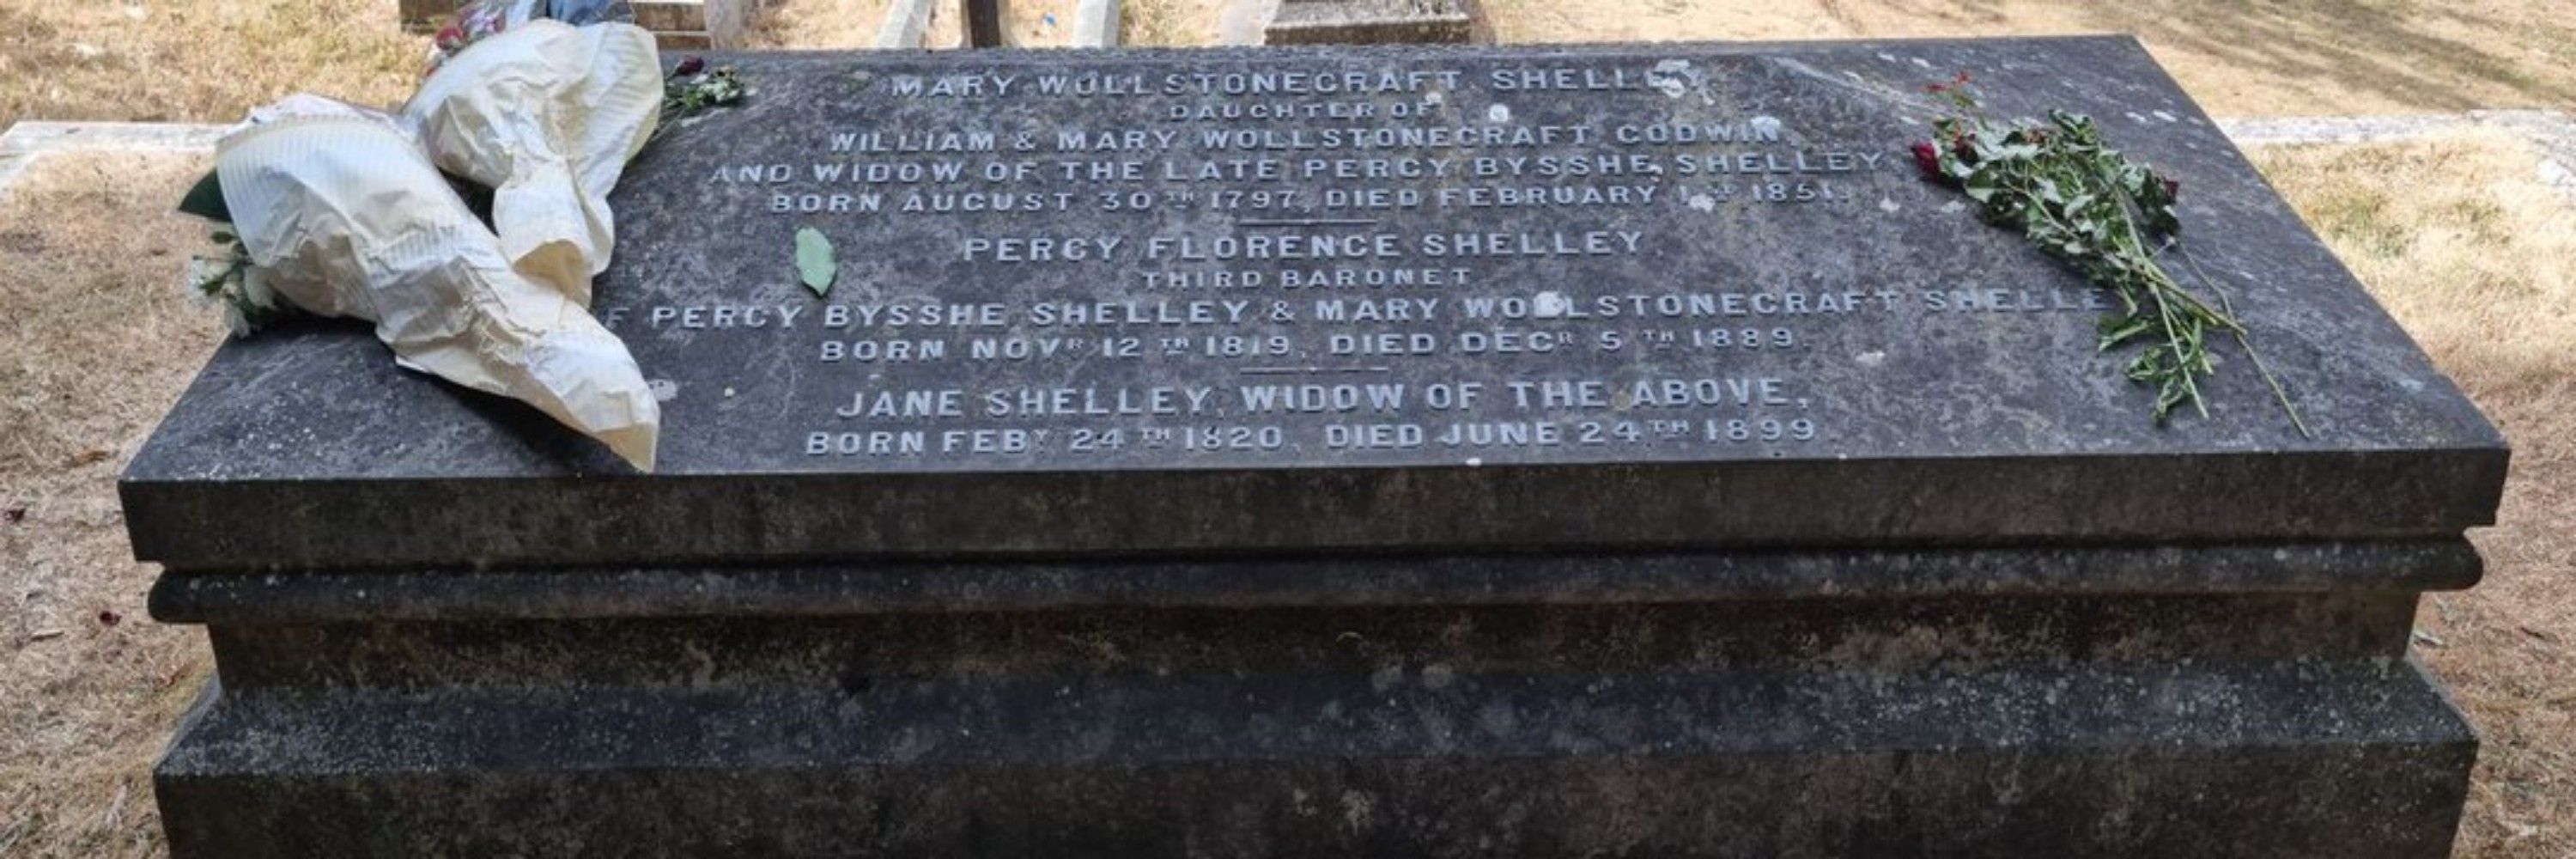 MARY WOLLSTONECRAFT SHELLEY
DAUGHTER OF
WILLIAM & MARY WOLLSTONECRAFT GODWIN,
AND WIDOW OF THE LATE PERCY BYSSHE SHELLEY
BORN AUGUST 30TH 1797, DIED FEBRUARY 1ST 1851.
PERCY FLORENCE SHELLEY
THIRD BARONET
PERCY BYSSHE SHELLEY & MARY WOLLSTONECRAFT SHELLE
BORN NOVR 12TH 1819, DIED DECR 5TH 1889.
JANE SHELLEY, WIDOW OF THE ABOVE,
BORN FEBY 24TH 1820, DIED JUNE 24TH 1899.